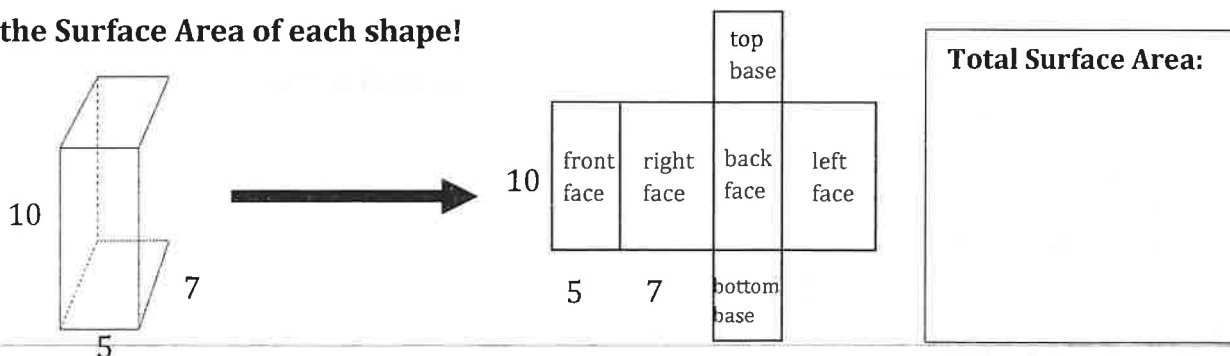 the Surface Area of each shape!
10
7
5
10
top
base
front
face
right
face
back
face
left
face
5
7
bottom
base
Total Surface Area: